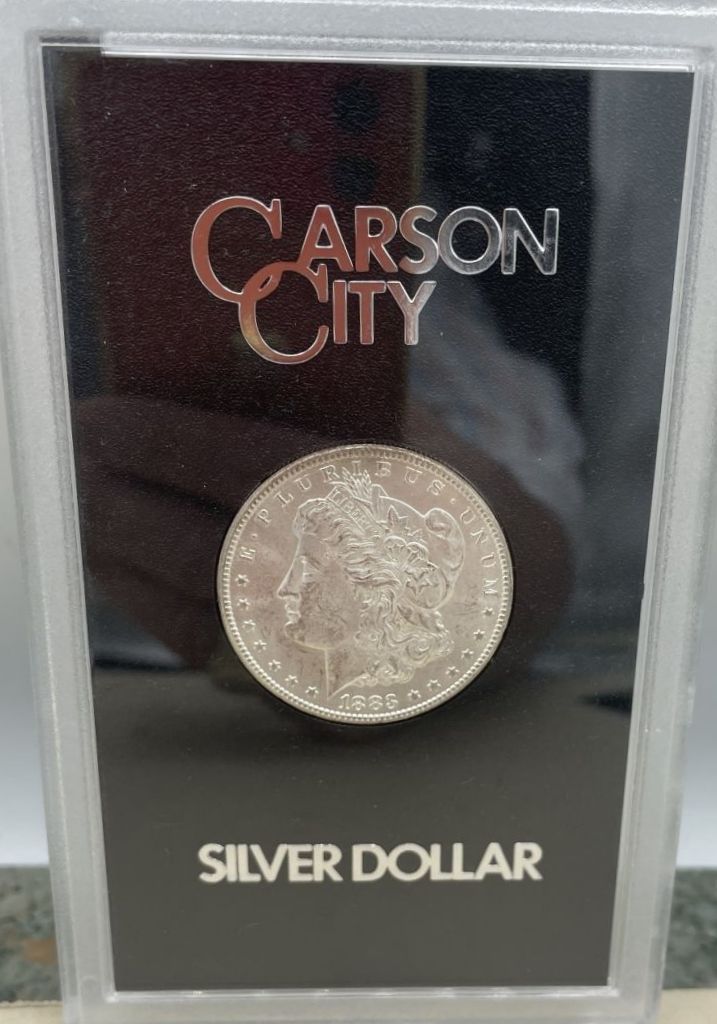 CARSON
CITY
E · PLURIBUS · UNUM
1883
SILVER DOLLAR